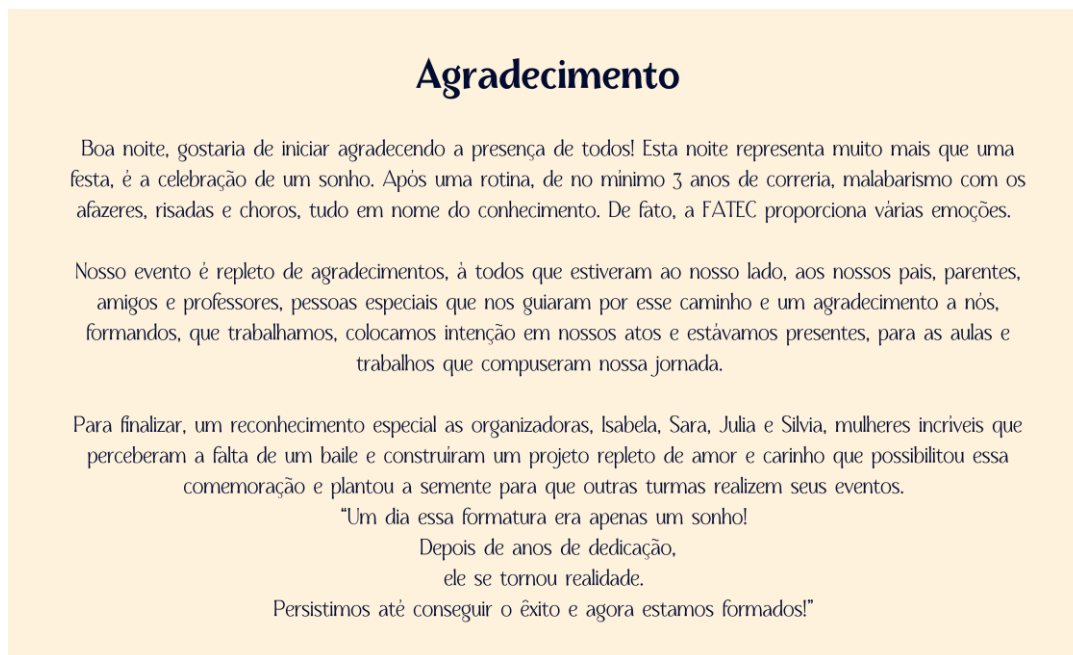 Agradecimento
Boa noite, gostaria de iniciar agradecendo a presença de todos! Esta noite representa muito mais que uma
festa, é a celebração de um sonho. Após uma rotina, de no mínimo 3 anos de correria, malabarismo com os
afazeres, risadas e choros, tudo em nome do conhecimento. De fato, a FATEC proporciona várias emoções.
Nosso evento é repleto de agradecimentos, à todos que estiveram ao nosso lado, aos nossos pais, parentes,
amigos e professores, pessoas especiais que nos guiaram por esse caminho e um agradecimento a nós,
formandos, que trabalhamos, colocamos intenção em nossos atos e estávamos presentes, para as aulas e
trabalhos que compuseram nossa jornada.
Para finalizar, um reconhecimento especial as organizadoras, Isabela, Sara, Julia e Silvia, mulheres incríveis que
perceberam a falta de um baile e construíram um projeto repleto de amor e carinho que possibilitou essa
comemoração e plantou a semente para que outras turmas realizem seus eventos.
“Um dia essa formatura era apenas um sonho!
Depois de anos de dedicação,
ele se tornou realidade.
Persistimos até conseguir o êxito e agora estamos formados!”